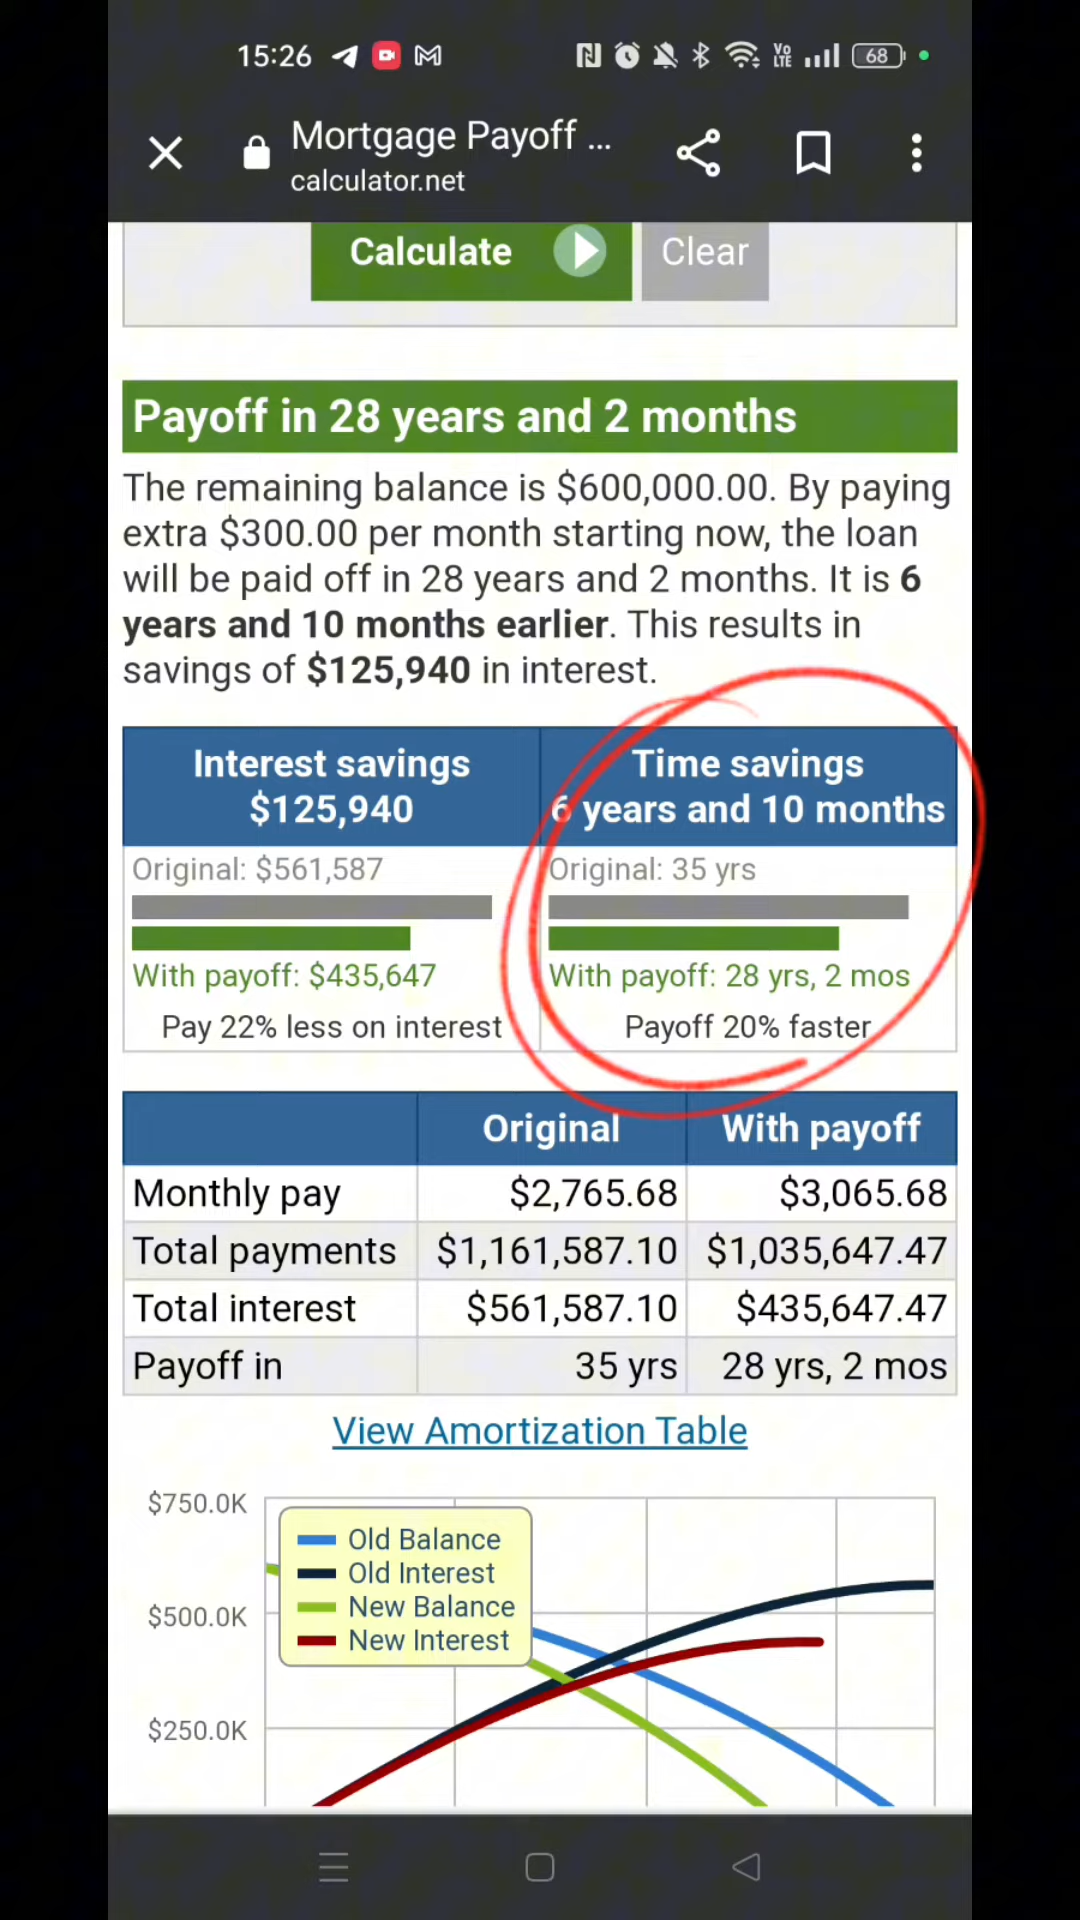 15:26 VoLTE 68
Mortgage Payoff ...
calculator.net
Calculate Clear
Payoff in 28 years and 2 months
The remaining balance is $600,000.00. By paying
extra $300.00 per month starting now, the loan
will be paid off in 28 years and 2 months. It is 6
years and 10 months earlier. This results in
savings of $125,940 in interest.
Interest savings
$125,940
Original: $561,587
With payoff: $435,647
Pay 22% less on interest
Time savings
6 years and 10 months
Original: 35 yrs
With payoff: 28 yrs, 2 mos
Payoff 20% faster
Original With payoff
Monthly pay $2,765.68 $3,065.68
Total payments $1,161,587.10 $1,035,647.47
Total interest $561,587.10 $435,647.47
Payoff in 35 yrs 28 yrs, 2 mos
View Amortization Table
$750.0K
Old Balance
Old Interest
New Balance
New Interest
$500.0K
$250.0K